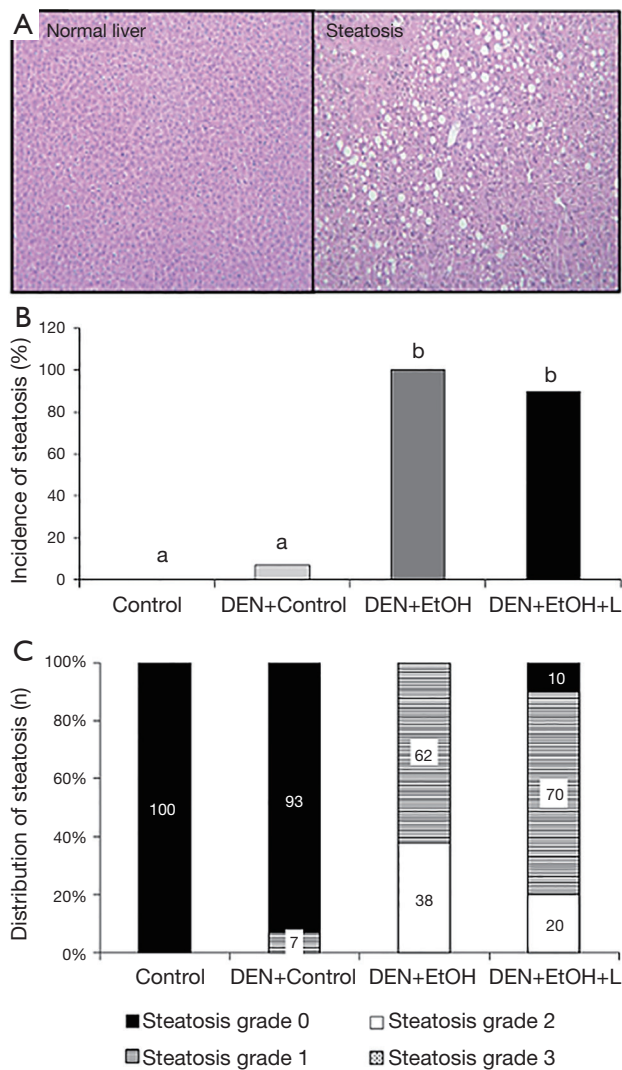 A Normal liver Steatosis
B
Incidence of steatosis (%)
120
100
80
60
40
20
0
b
b
a
a
Control DEN+Control DEN+EtOH DEN+EtOH+L
C
Distribution of steatosis (n)
100%
80%
60%
40%
20%
0%
10
62
70
100
93
38
20
7
Control DEN+Control DEN+EtOH DEN+EtOH+L
Steatosis grade 0 Steatosis grade 2
Steatosis grade 1 Steatosis grade 3